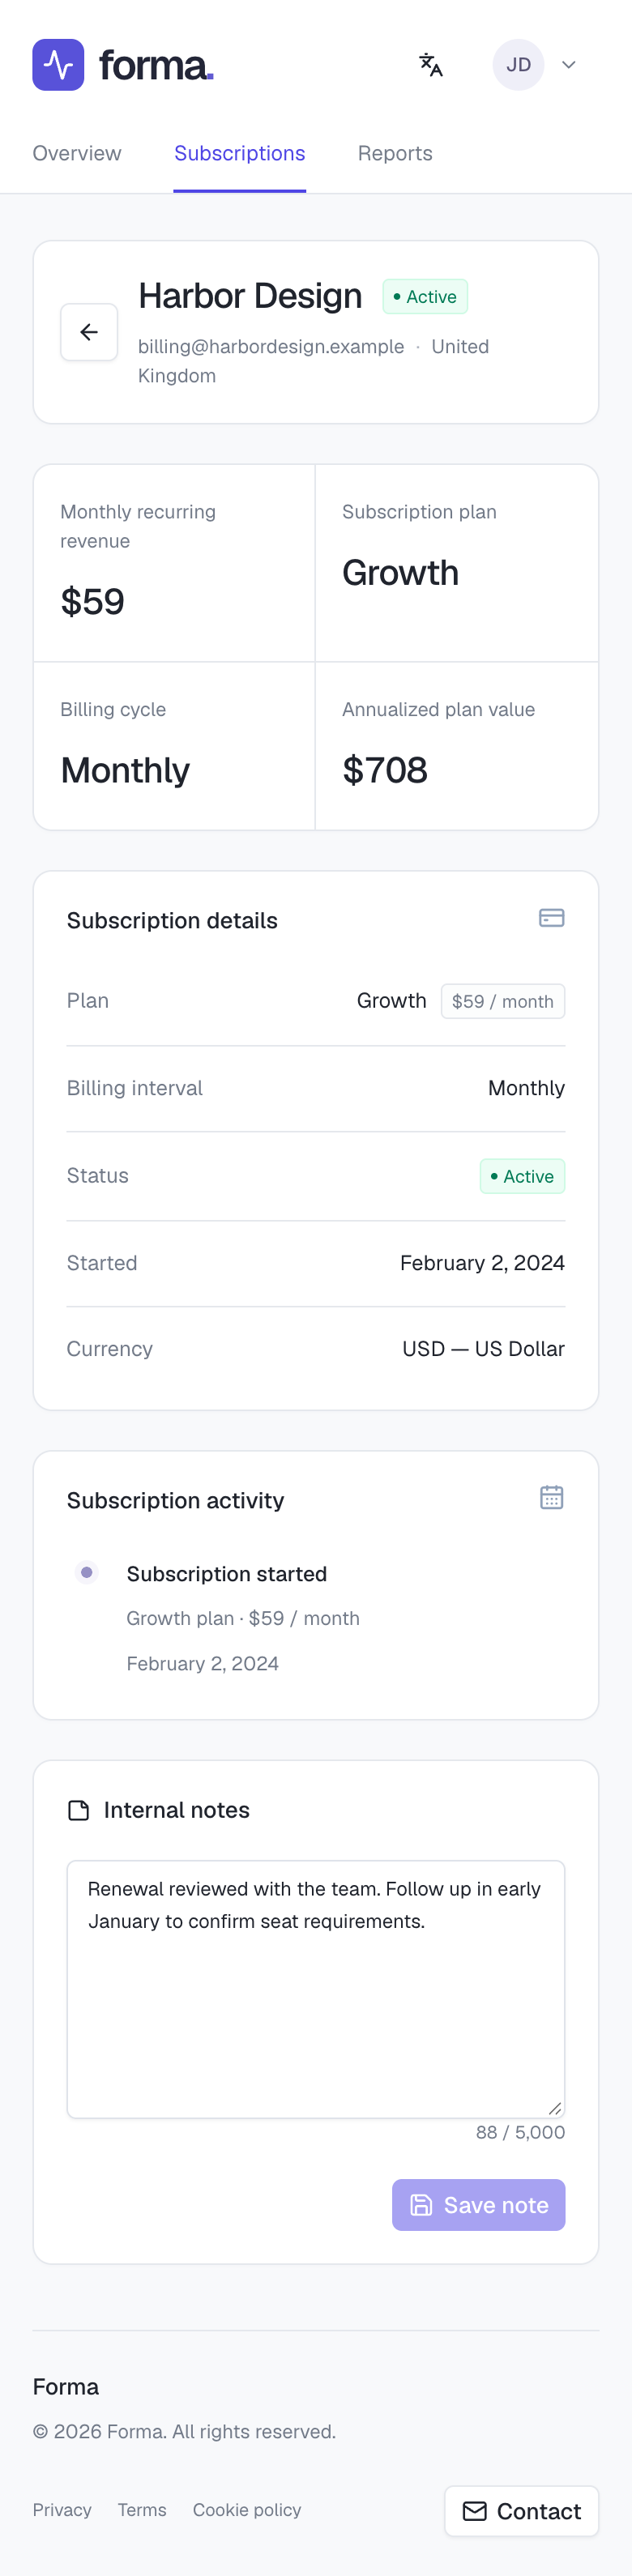 forma.
JD
Overview
Subscriptions
Reports
Harbor Design
Active
billing@harbordesign.example · United
Kingdom
Monthly recurring
revenue
$59
Subscription plan
Growth
Billing cycle
Monthly
Annualized plan value
$708
Subscription details
Plan
Growth
$59 / month
Billing interval
Monthly
Status
Active
Started
February 2, 2024
Currency
USD — US Dollar
Subscription activity
Subscription started
Growth plan · $59 / month
February 2, 2024
Internal notes
Renewal reviewed with the team. Follow up in early
January to confirm seat requirements.
88 / 5,000
Save note
Forma
© 2026 Forma. All rights reserved.
Privacy
Terms
Cookie policy
Contact